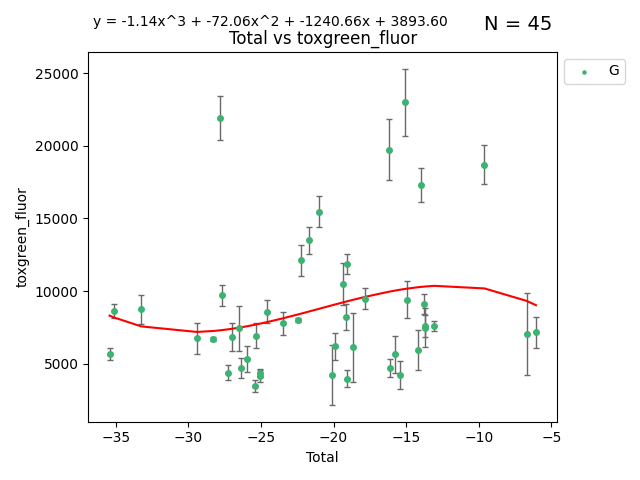 y = -1.14x^3 + -72.06x^2 + -1240.66x + 3893.60
N = 45
Total vs toxgreen_fluor
G
25000
20000
15000
10000
5000
toxgreen_fluor
−35 −30 −25 −20 −15 −10 −5
Total